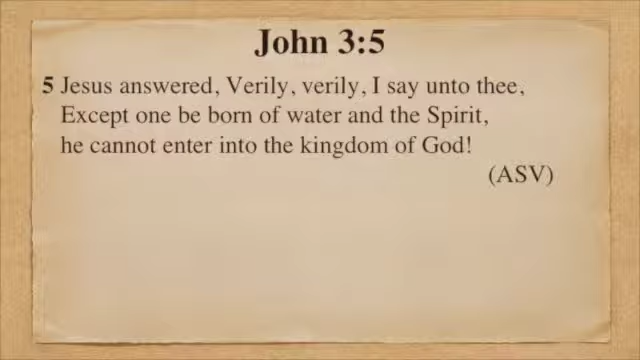 John 3:5
5 Jesus answered, Verily, verily, I say unto thee,
Except one be born of water and the Spirit,
he cannot enter into the kingdom of God!
(ASV)